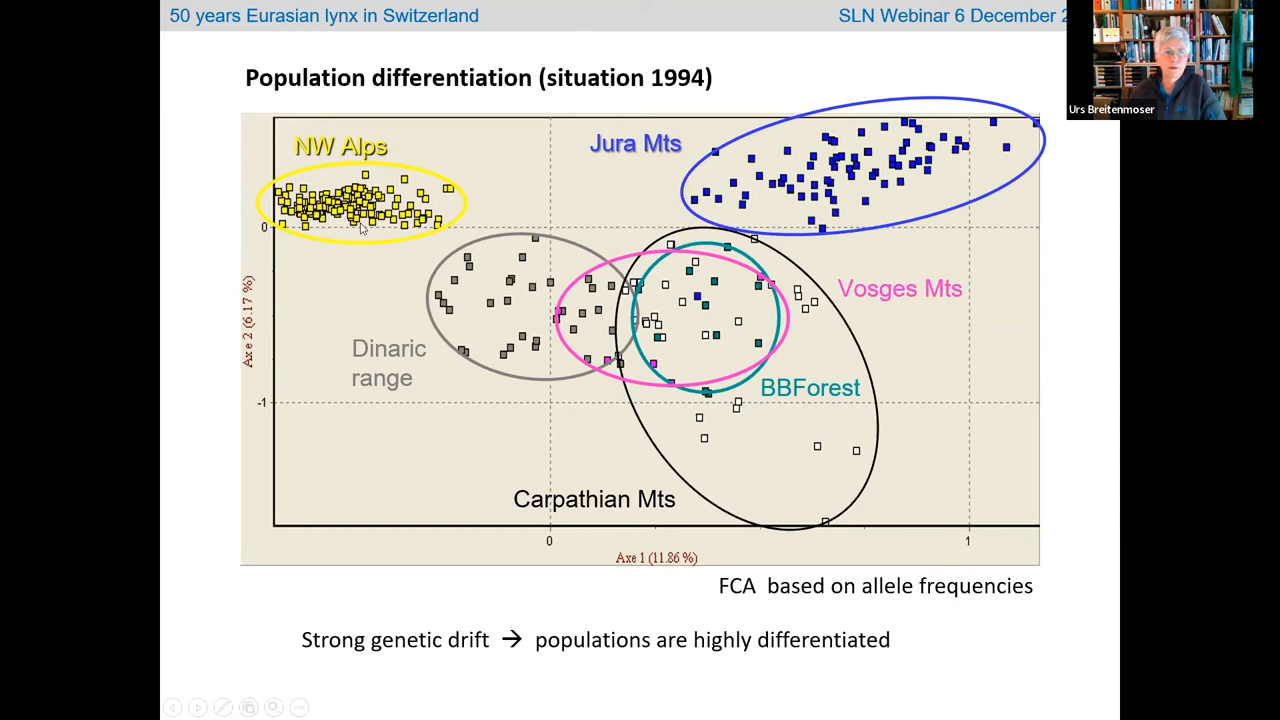 50 years Eurasian lynx in Switzerland
SLN Webinar 6 December
Urs Breitenmoser
Population differentiation (situation 1994)
NW Alps
Jura Mts
0
Axe 2 (6.17 %)
Vosges Mts
Dinaric
range
BBForest
-1
Carpathian Mts
0
1
Axe 1 (11.86 %)
FCA based on allele frequencies
Strong genetic drift → populations are highly differentiated